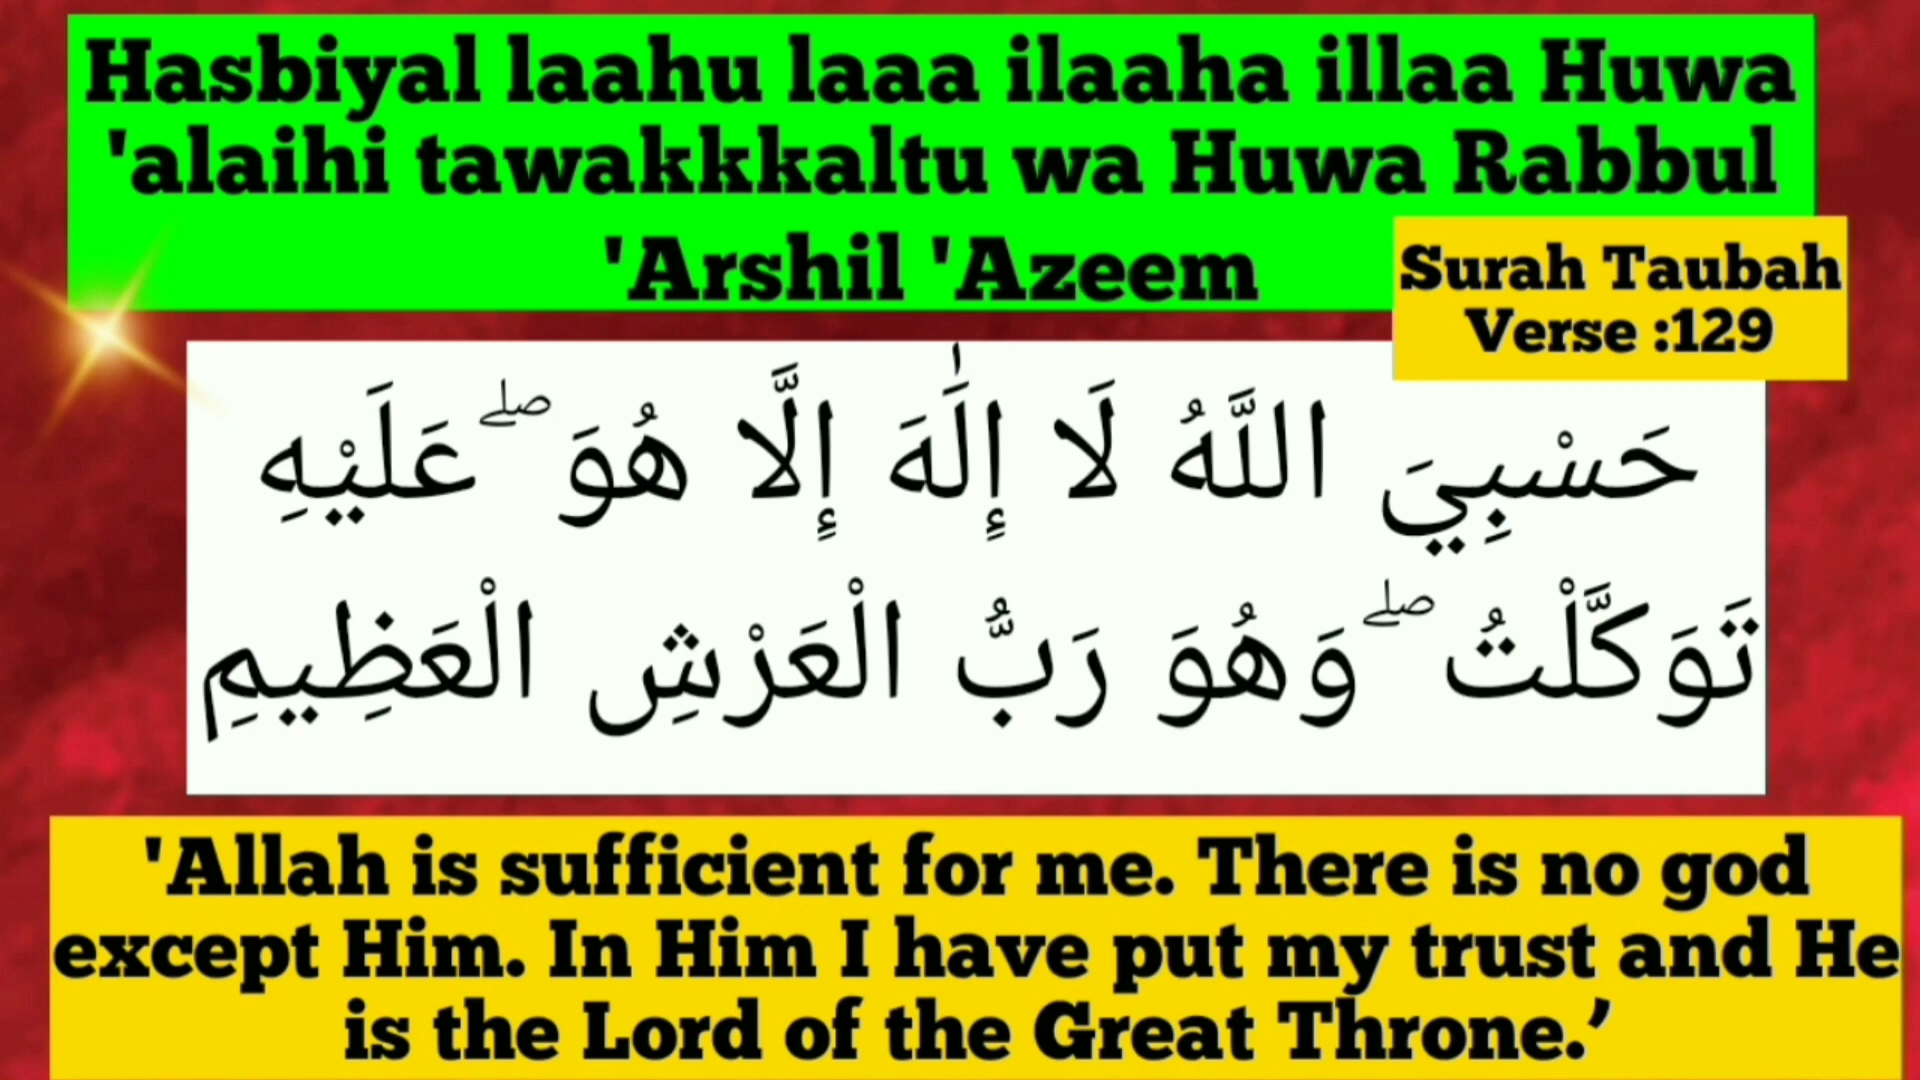 Hasbiyal laahu laaa ilaaha illaa Huwa
'alaihi tawakkkaltu wa Huwa Rabbul
'Arshil 'Azeem
Surah Taubah
Verse :129
حَسْبِيَ اللَّهُ لَا إِلَٰهَ إِلَّا هُوَ ۖ عَلَيْهِ
تَوَكَّلْتُ ۖ وَهُوَ رَبُّ الْعَرْشِ الْعَظِيمِ
'Allah is sufficient for me. There is no god
except Him. In Him I have put my trust and He
is the Lord of the Great Throne.’